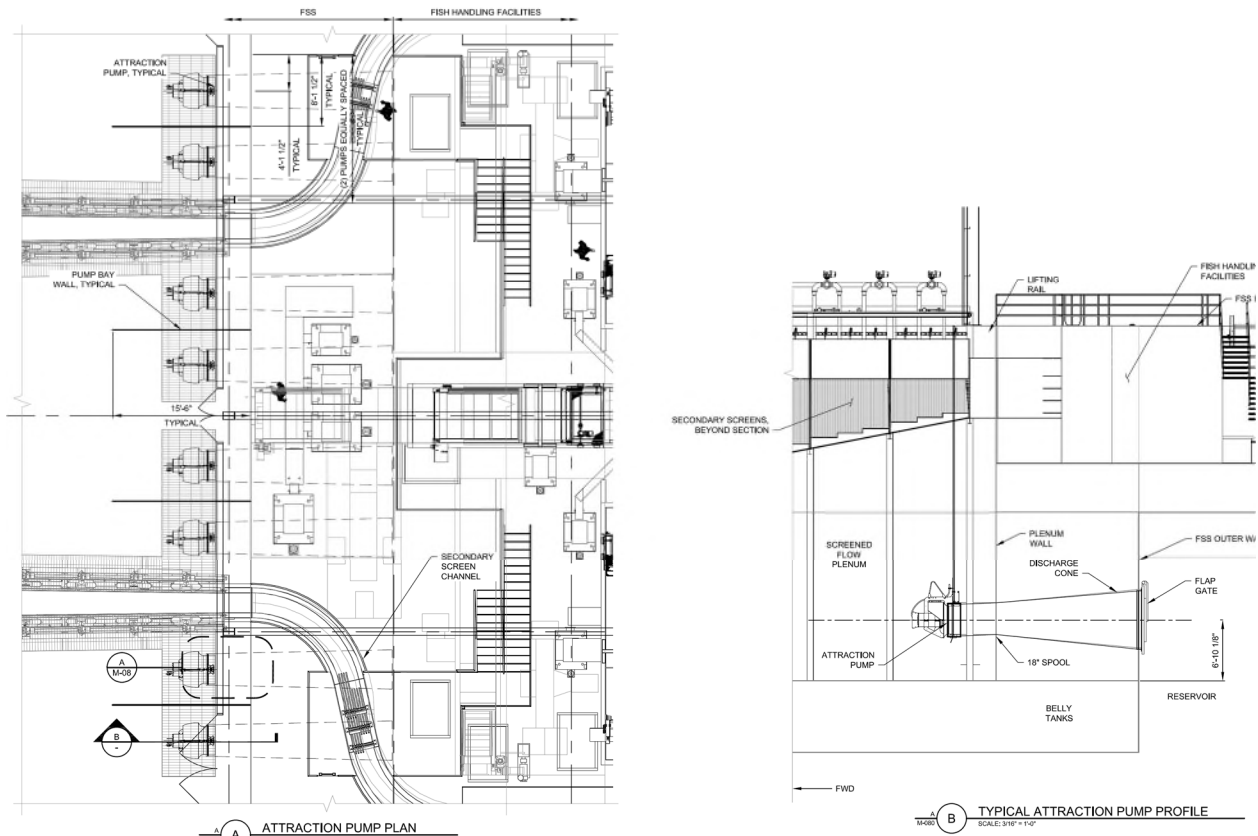 FSS
FISH HANDLING FACILITIES
ATTRACTION
PUMP, TYPICAL
8'-1 1/2"
TYPICAL
4'-1 1/2"
TYPICAL
(2) PUMPS EQUALLY SPACED
TYPICAL
PUMP BAY
WALL, TYPICAL
15'-6"
TYPICAL
SECONDARY
SCREEN
CHANNEL
A
M-08
B
-
A
A
ATTRACTION PUMP PLAN
LIFTING
RAIL
FISH HANDLIN
FACILITIES
FSS
SECONDARY SCREENS,
BEYOND SECTION
SCREENED
FLOW
PLENUM
PLENUM
WALL
FSS OUTER WA
DISCHARGE
CONE
FLAP
GATE
ATTRACTION
PUMP
18" SPOOL
6'-10 1/8"
RESERVOIR
BELLY
TANKS
FWD
A
M-080
B
TYPICAL ATTRACTION PUMP PROFILE
SCALE: 3/16" = 1'-0"